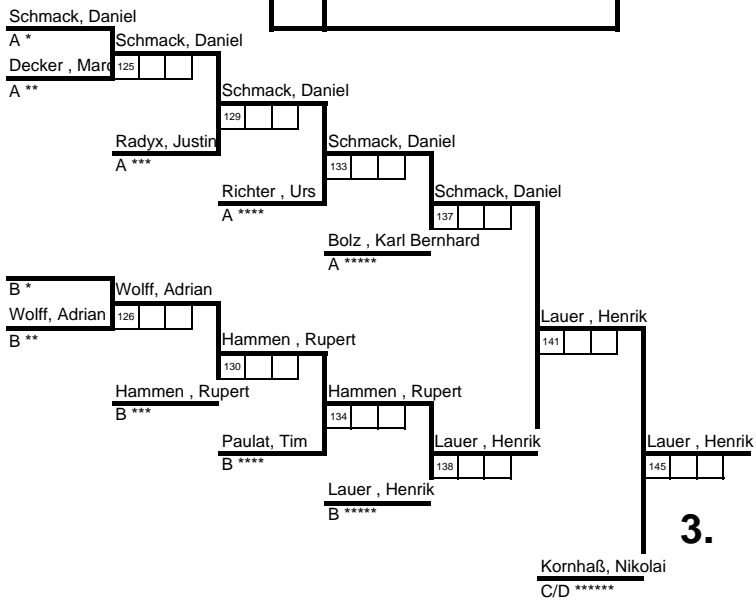 Schmack, Daniel
A *
Schmack, Daniel
Decker , Marc
125
A **
Schmack, Daniel
129
Radyx, Justin
A ***
Schmack, Daniel
133
Richter , Urs
A ****
Schmack, Daniel
137
Bolz , Karl Bernhard
A *****
B *
Wolff, Adrian
Wolff, Adrian
126
B **
Lauer , Henrik
141
Hammen , Rupert
130
Hammen , Rupert
B ***
Hammen , Rupert
134
Paulat, Tim
B ****
Lauer , Henrik
138
Lauer , Henrik
145
Lauer , Henrik
B *****
3.
Kornhaß, Nikolai
C/D ******